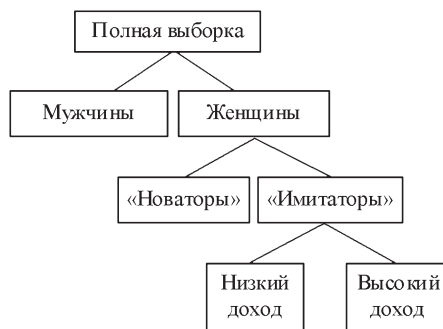 Полная выборка
Мужчины
Женщины
«Новаторы»
«Имитаторы»
Низкий
доход
Высокий
доход